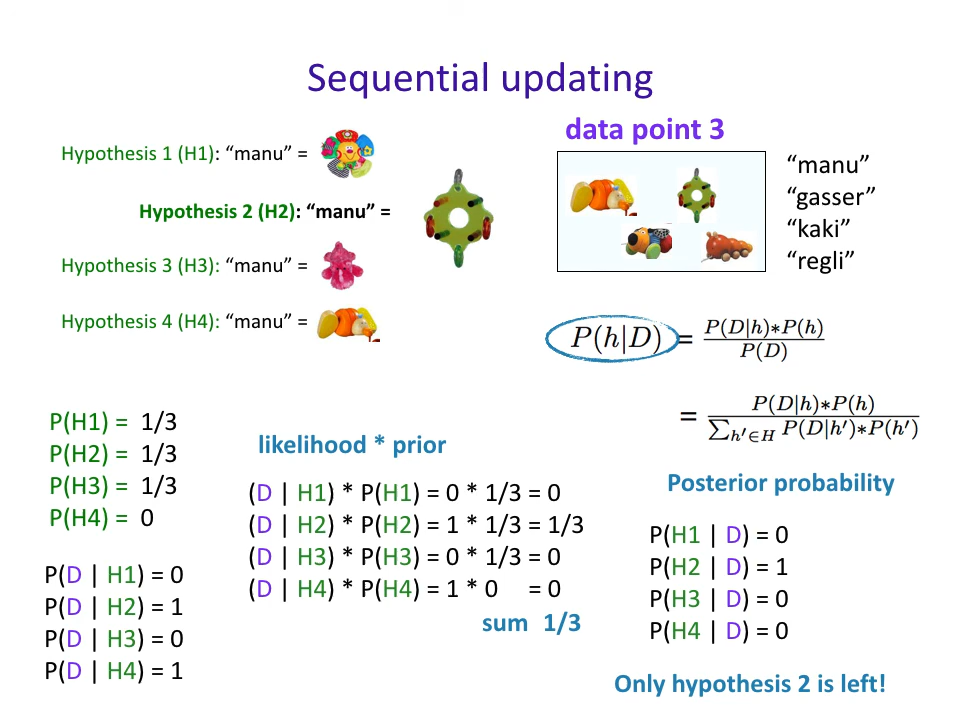 Sequential updating
data point 3
Hypothesis 1 (H1): “manu” =
Hypothesis 2 (H2): “manu” =
Hypothesis 3 (H3): “manu” =
Hypothesis 4 (H4): “manu” =
“manu”
“gasser”
“kaki”
“regli”
P(h|D) = P(D|h)∗P(h) / P(D)
= P(D|h)∗P(h) / ∑h′∈H P(D|h′)∗P(h′)
P(H1) = 1/3
P(H2) = 1/3
P(H3) = 1/3
P(H4) = 0
P(D | H1) = 0
P(D | H2) = 1
P(D | H3) = 0
P(D | H4) = 1
likelihood * prior
(D | H1) * P(H1) = 0 * 1/3 = 0
(D | H2) * P(H2) = 1 * 1/3 = 1/3
(D | H3) * P(H3) = 0 * 1/3 = 0
(D | H4) * P(H4) = 1 * 0 = 0
sum 1/3
Posterior probability
P(H1 | D) = 0
P(H2 | D) = 1
P(H3 | D) = 0
P(H4 | D) = 0
Only hypothesis 2 is left!